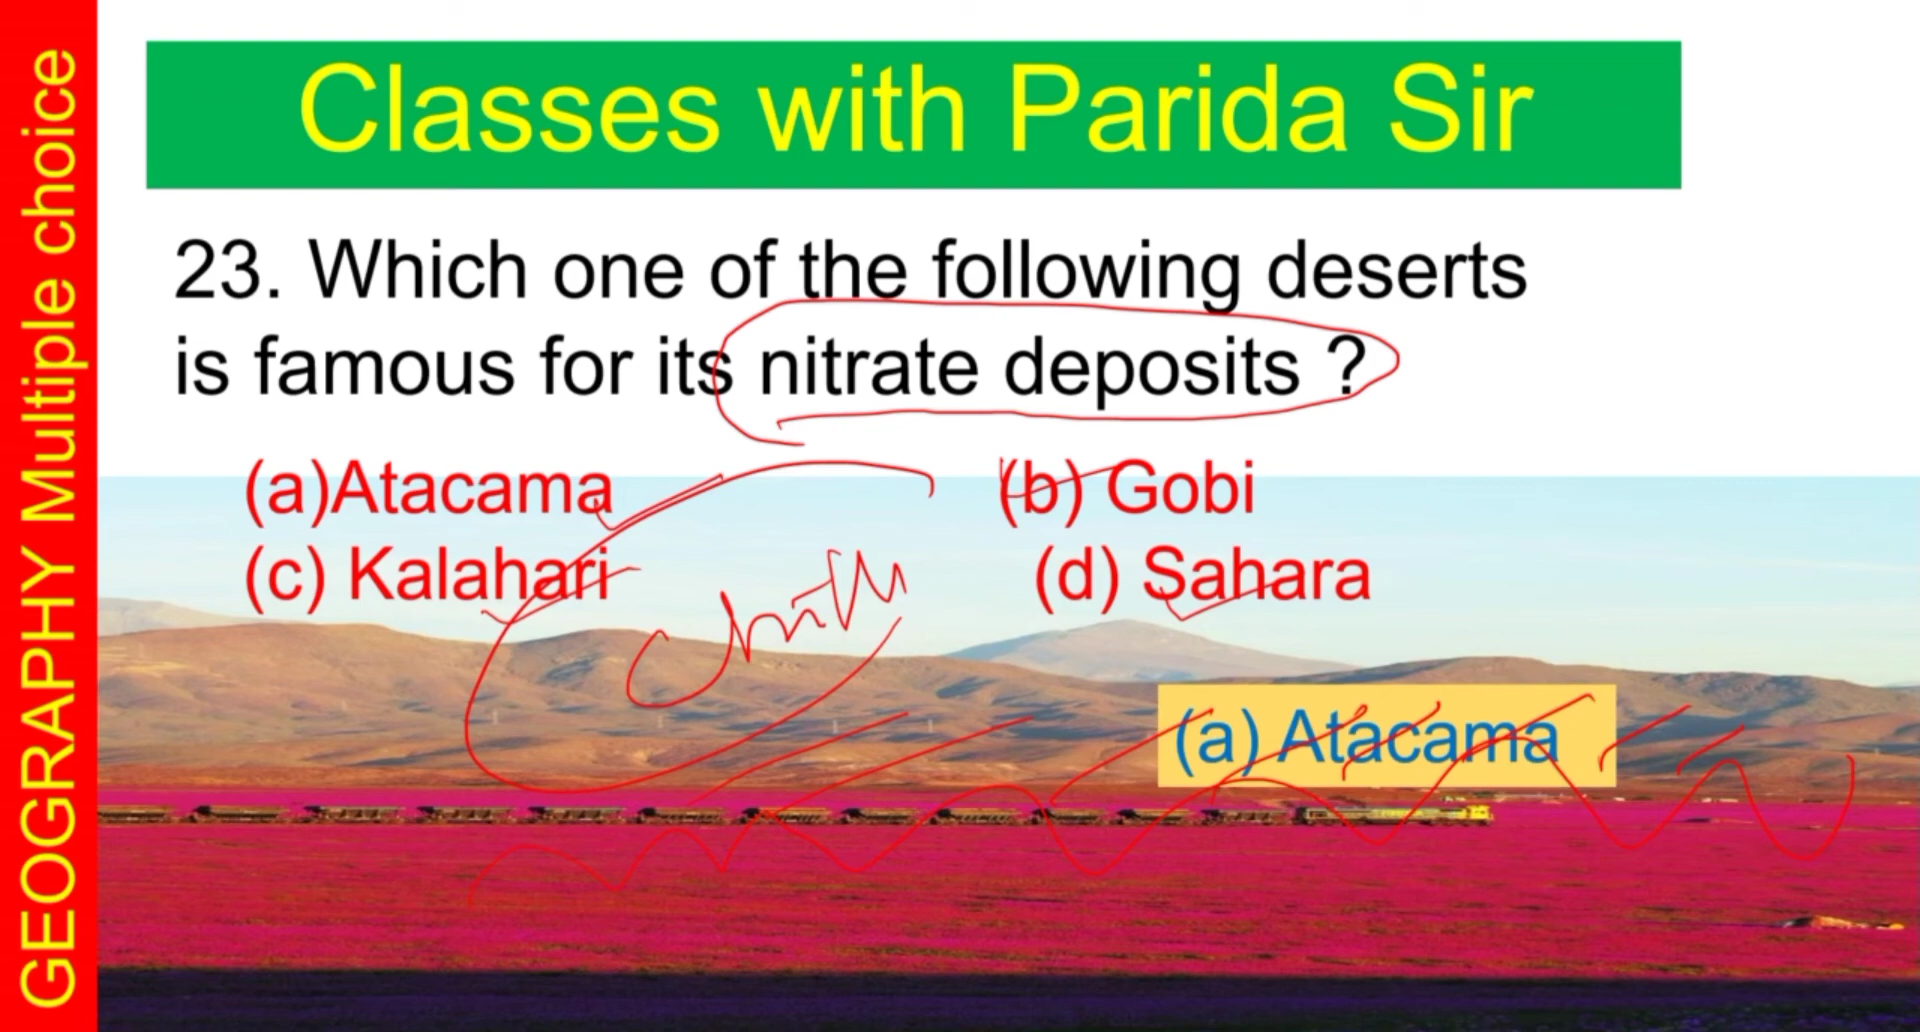 GEOGRAPHY Multiple choice
Classes with Parida Sir
23. Which one of the following deserts
is famous for its nitrate deposits ?
(a)Atacama (b) Gobi
(c) Kalahari (d) Sahara
(a) Atacama